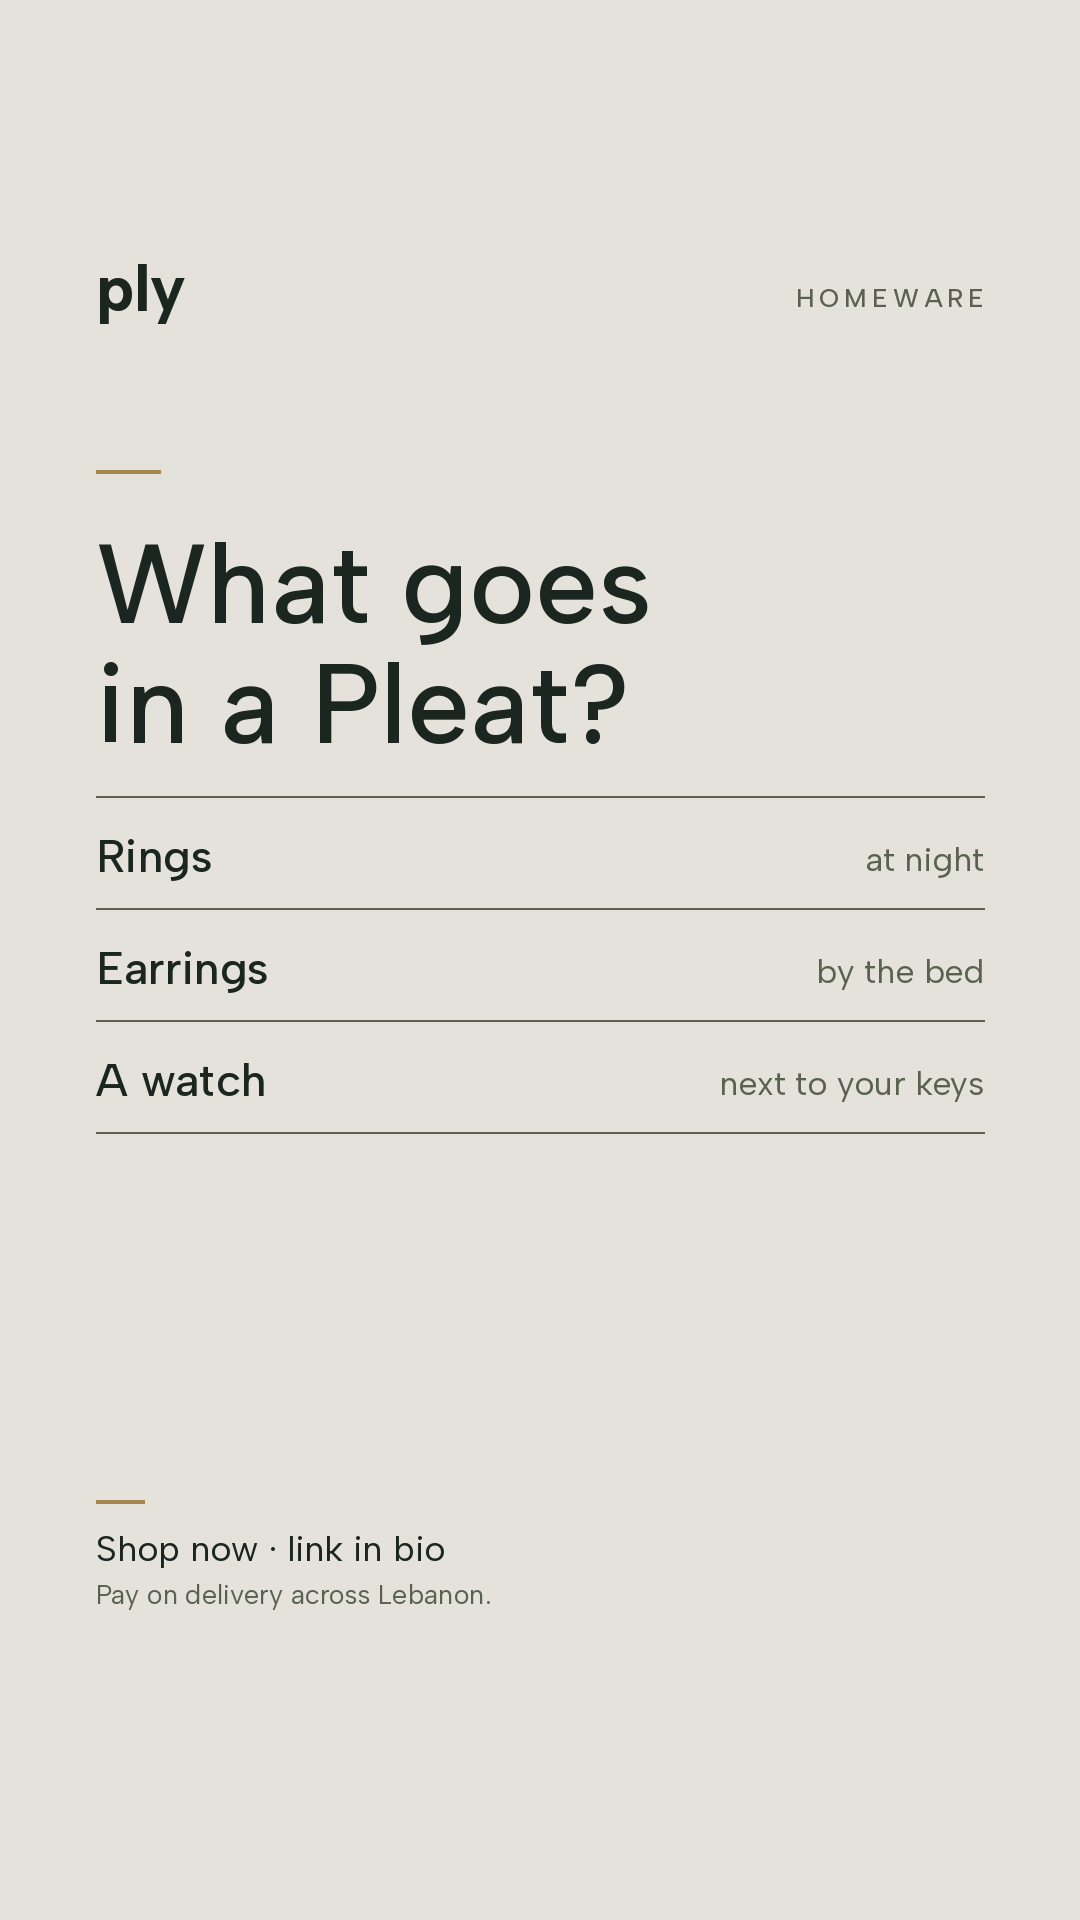 ply
HOMEWARE
What goes
in a Pleat?
Rings
at night
Earrings
by the bed
A watch
next to your keys
Shop now · link in bio
Pay on delivery across Lebanon.